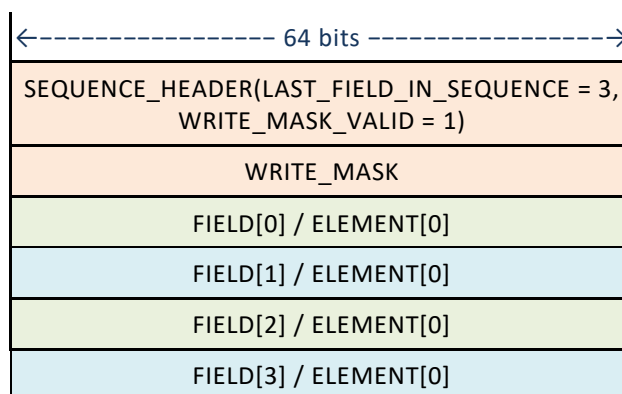 ←––––––––––––––––– 64 bits –––––––––––––––––→
SEQUENCE_HEADER(LAST_FIELD_IN_SEQUENCE = 3,
WRITE_MASK_VALID = 1)
WRITE_MASK
FIELD[0] / ELEMENT[0]
FIELD[1] / ELEMENT[0]
FIELD[2] / ELEMENT[0]
FIELD[3] / ELEMENT[0]